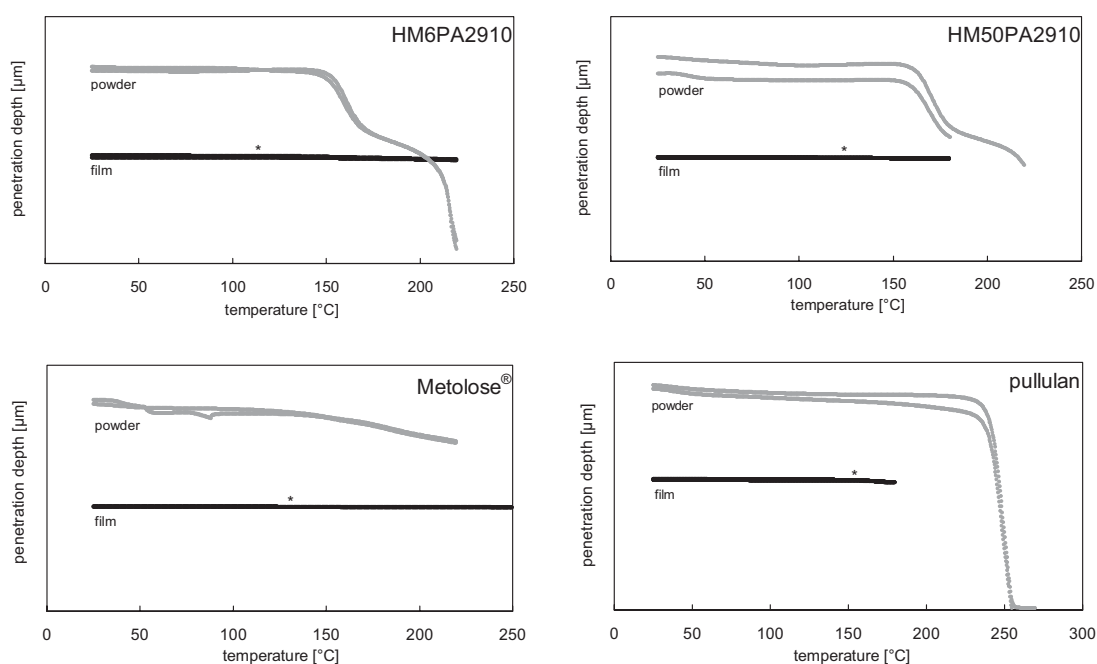 HM6PA2910
penetration depth [µm]
powder
*
film
0 50 100 150 200 250
temperature [°C]
HM50PA2910
penetration depth [µm]
powder
*
film
0 50 100 150 200 250
temperature [°C]
Metolose®
penetration depth [µm]
powder
*
film
0 50 100 150 200 250
temperature [°C]
pullulan
penetration depth [µm]
powder
*
film
0 50 100 150 200 250 300
temperature [°C]